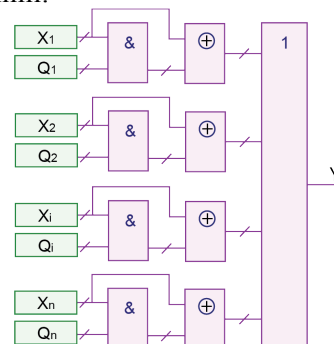 X1 & ⊕ 1
Q1
X2 & ⊕
Q2
Xi & ⊕
Qi
Xn & ⊕
Qn